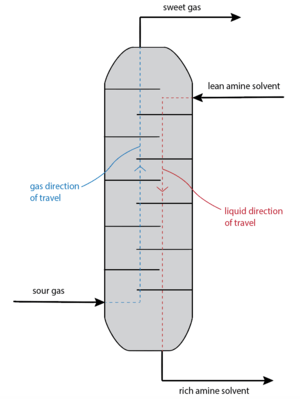 sweet gas
lean amine solvent
gas direction
of travel
liquid direction
of travel
sour gas
rich amine solvent